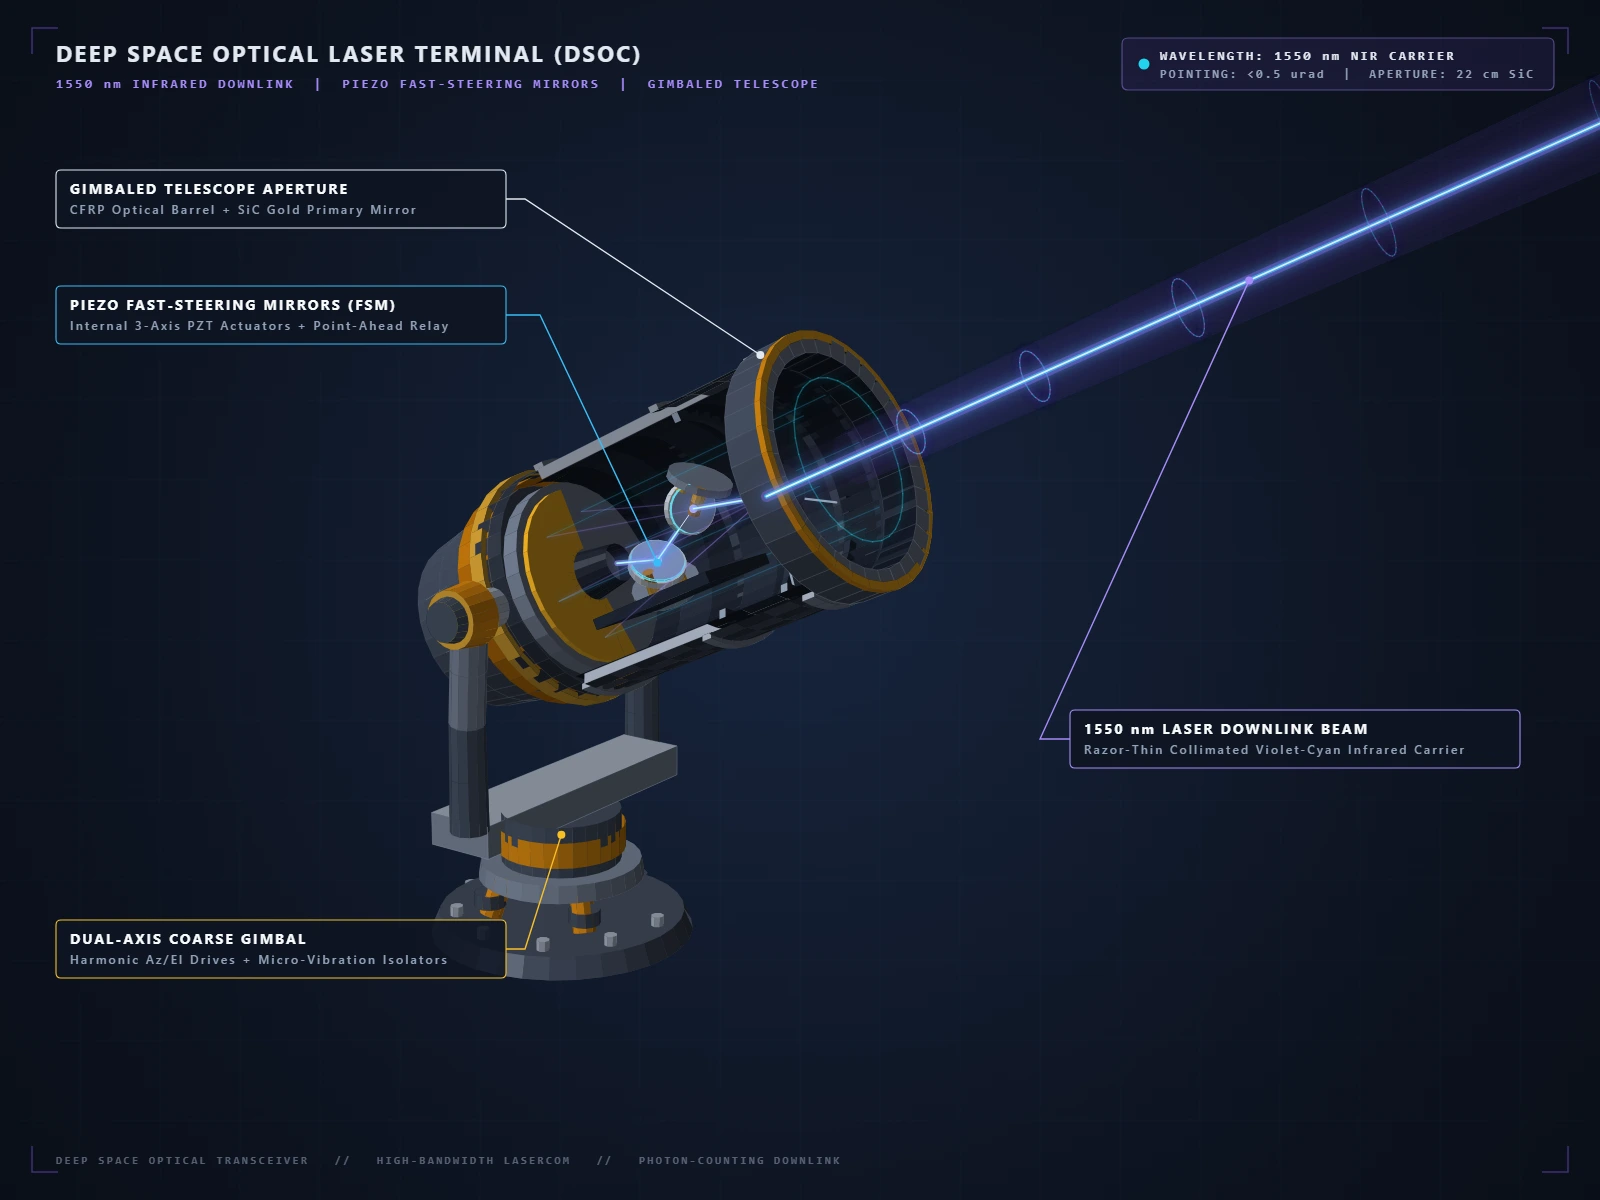 DEEP SPACE OPTICAL LASER TERMINAL (DSOC)
1550 nm INFRARED DOWNLINK | PIEZO FAST-STEERING MIRRORS | GIMBALED TELESCOPE
WAVELENGTH: 1550 nm NIR CARRIER
POINTING: <0.5 urad | APERTURE: 22 cm SiC
GIMBALED TELESCOPE APERTURE
CFRP Optical Barrel + SiC Gold Primary Mirror
PIEZO FAST-STEERING MIRRORS (FSM)
Internal 3-Axis PZT Actuators + Point-Ahead Relay
1550 nm LASER DOWNLINK BEAM
Razor-Thin Collimated Violet-Cyan Infrared Carrier
DUAL-AXIS COARSE GIMBAL
Harmonic Az/El Drives + Micro-Vibration Isolators
DEEP SPACE OPTICAL TRANSCEIVER // HIGH-BANDWIDTH LASERCOM // PHOTON-COUNTING DOWNLINK